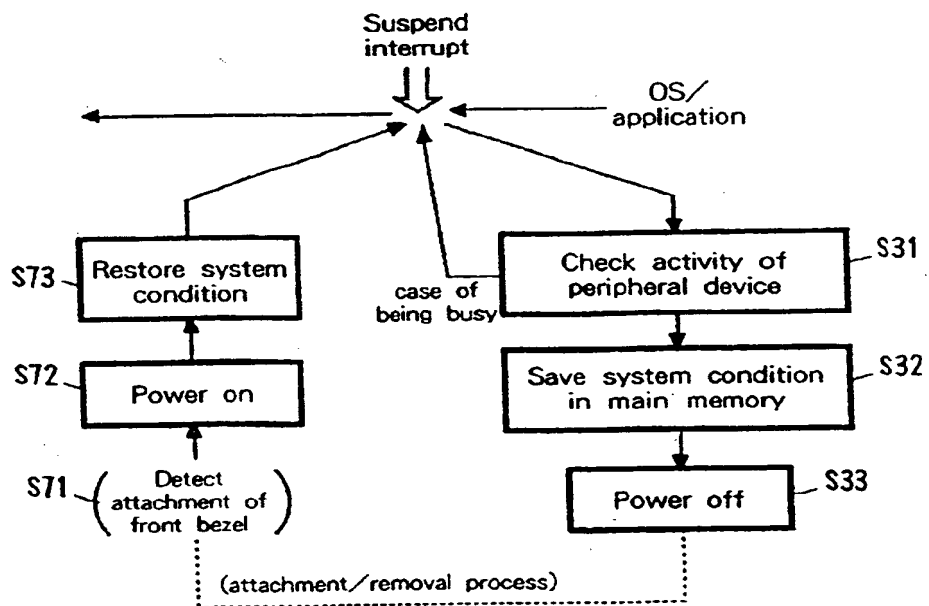 Suspend
interrupt
OS/
application
S73
Restore system
condition
case of
being busy
Check activity of
peripheral device
S31
S72
Power on
Save system condition
in main memory
S32
S71
(Detect
attachment of
front bezel)
Power off
S33
(attachment/removal process)